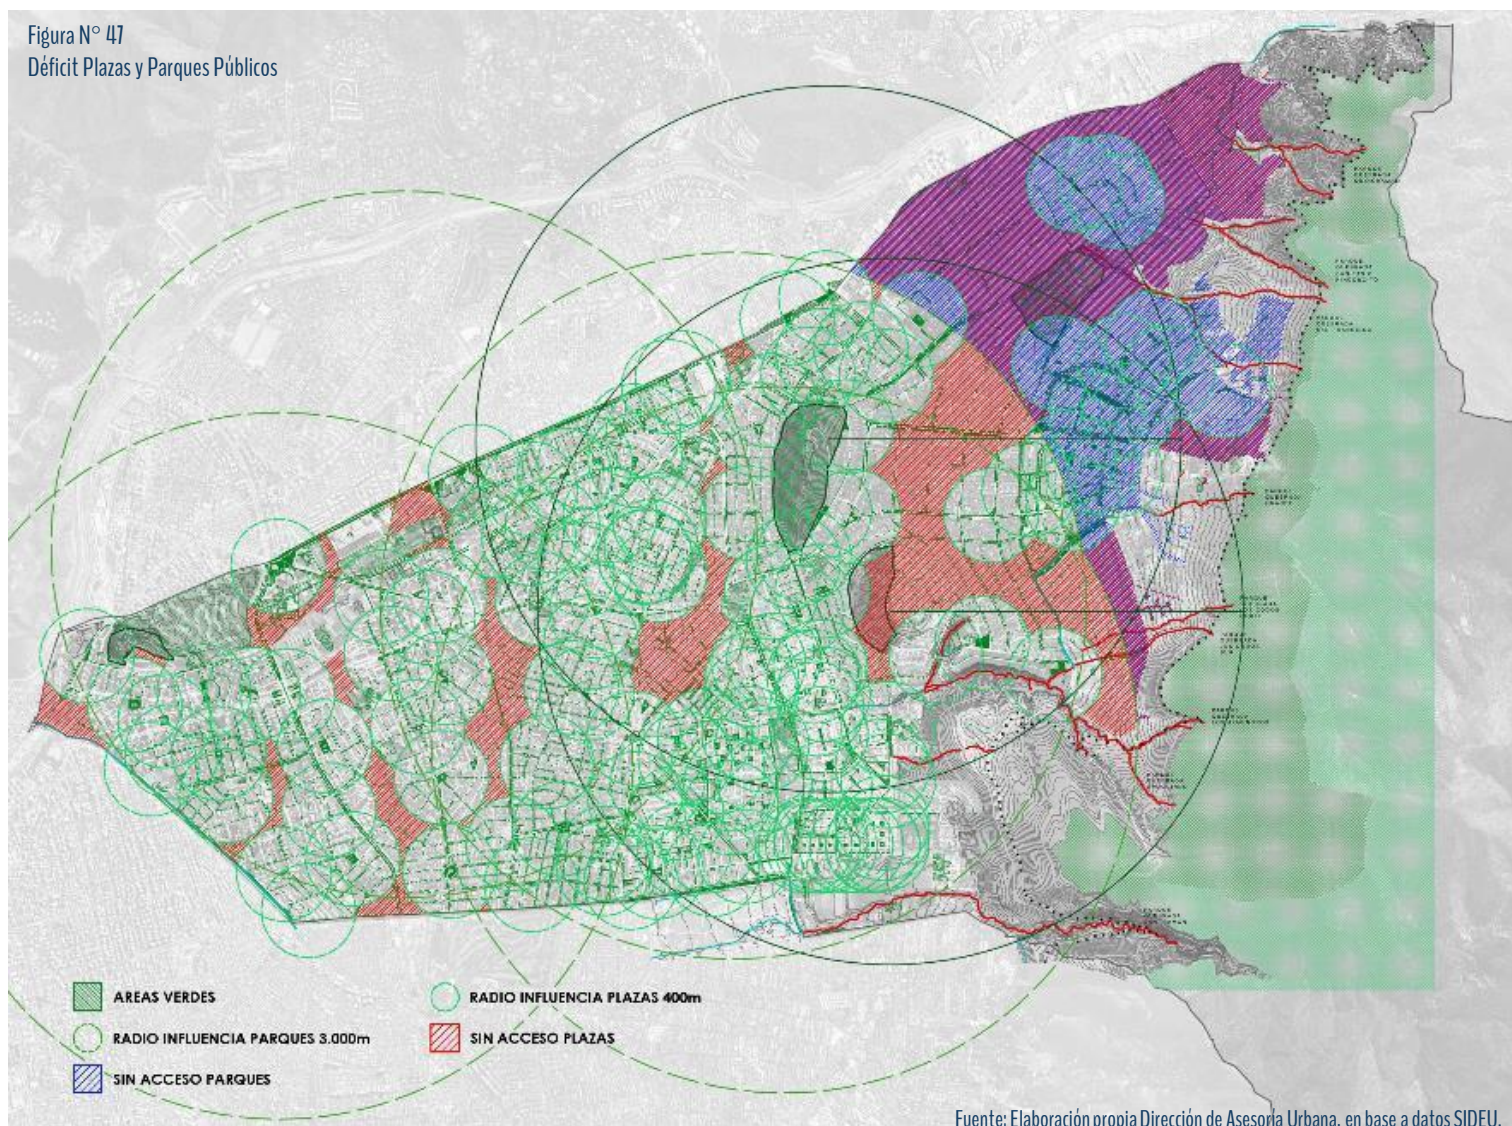 Figura N° 47
Déficit Plazas y Parques Públicos
AREAS VERDES
RADIO INFLUENCIA PARQUES 3.000m
SIN ACCESO PARQUES
RADIO INFLUENCIA PLAZAS 400m
SIN ACCESO PLAZAS
Fuente: Elaboración propia Dirección de Asesoría Urbana, en base a datos SIDEU.